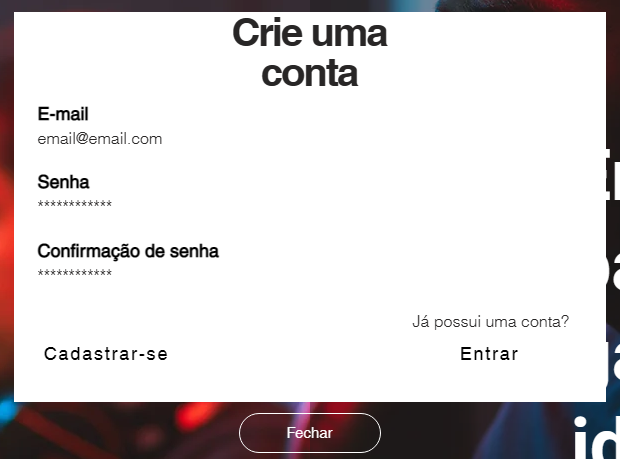 Crie uma
conta
E-mail
email@email.com
Senha
************
Confirmação de senha
************
Já possui uma conta?
Cadastrar-se
Entrar
Fechar